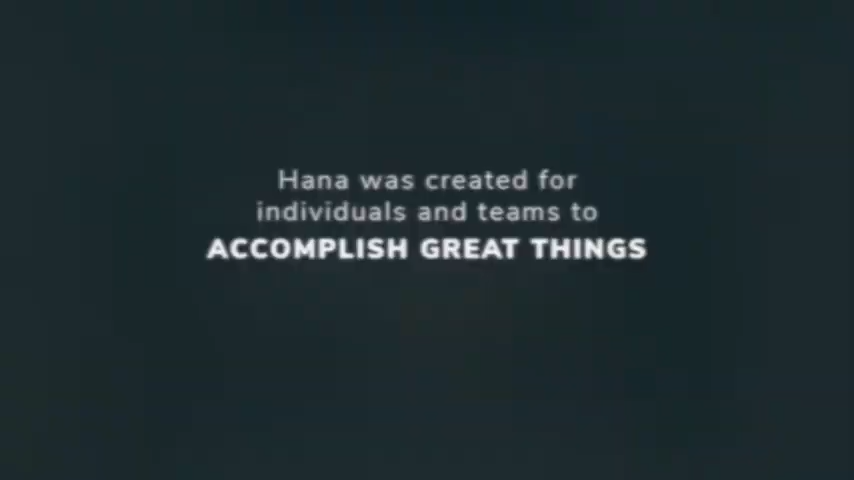 Hana was created for
individuals and teams to
ACCOMPLISH GREAT THINGS